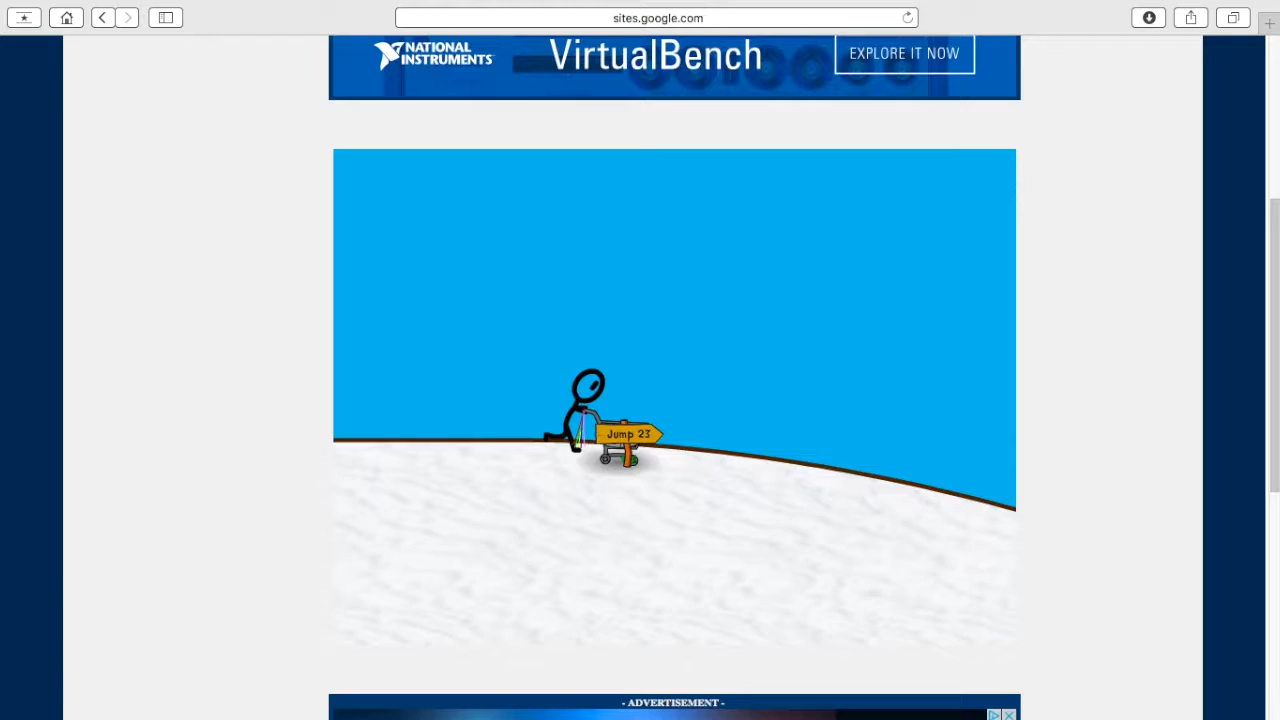 sites.google.com
NATIONAL INSTRUMENTS
VirtualBench
EXPLORE IT NOW
Jump 23
- ADVERTISEMENT -